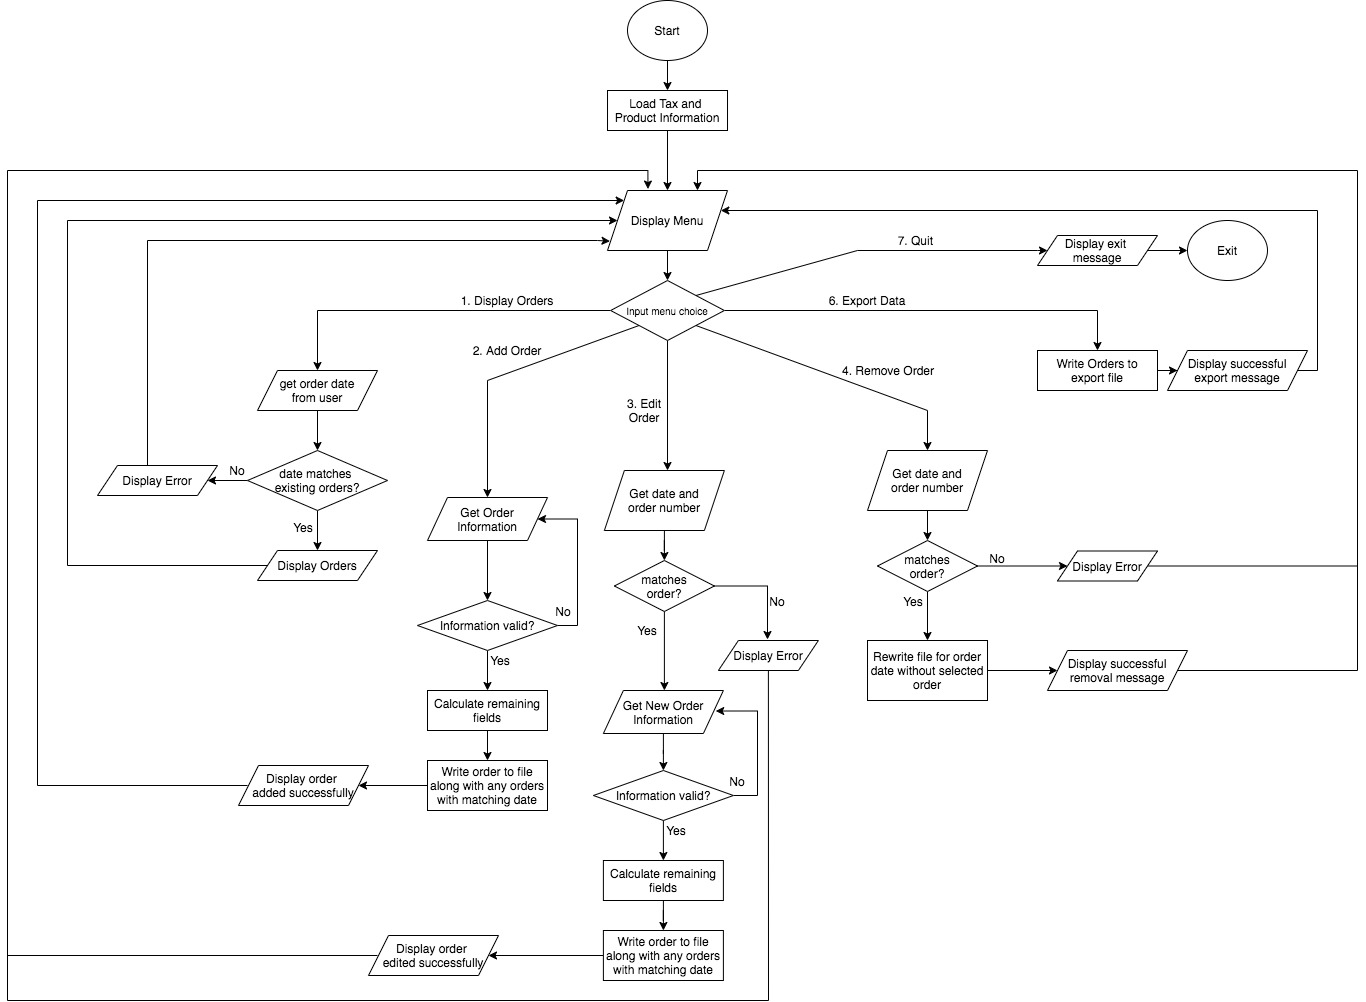 Start
Load Tax and
Product Information
Display Menu
7. Quit
Display exit
message
Exit
1. Display Orders
Input menu choice
6. Export Data
2. Add Order
4. Remove Order
Write Orders to
export file
Display successful
export message
get order date
from user
3. Edit
Order
date matches
existing orders?
No
Display Error
Yes
Display Orders
Get Order
Information
Information valid?
No
Yes
Calculate remaining
fields
Write order to file
along with any orders
with matching date
Display order
added successfully
Get date and
order number
matches
order?
No
Yes
Display Error
Get New Order
Information
Information valid?
No
Yes
Calculate remaining
fields
Write order to file
along with any orders
with matching date
Display order
edited successfully
Get date and
order number
matches
order?
No
Display Error
Yes
Rewrite file for order
date without selected
order
Display successful
removal message